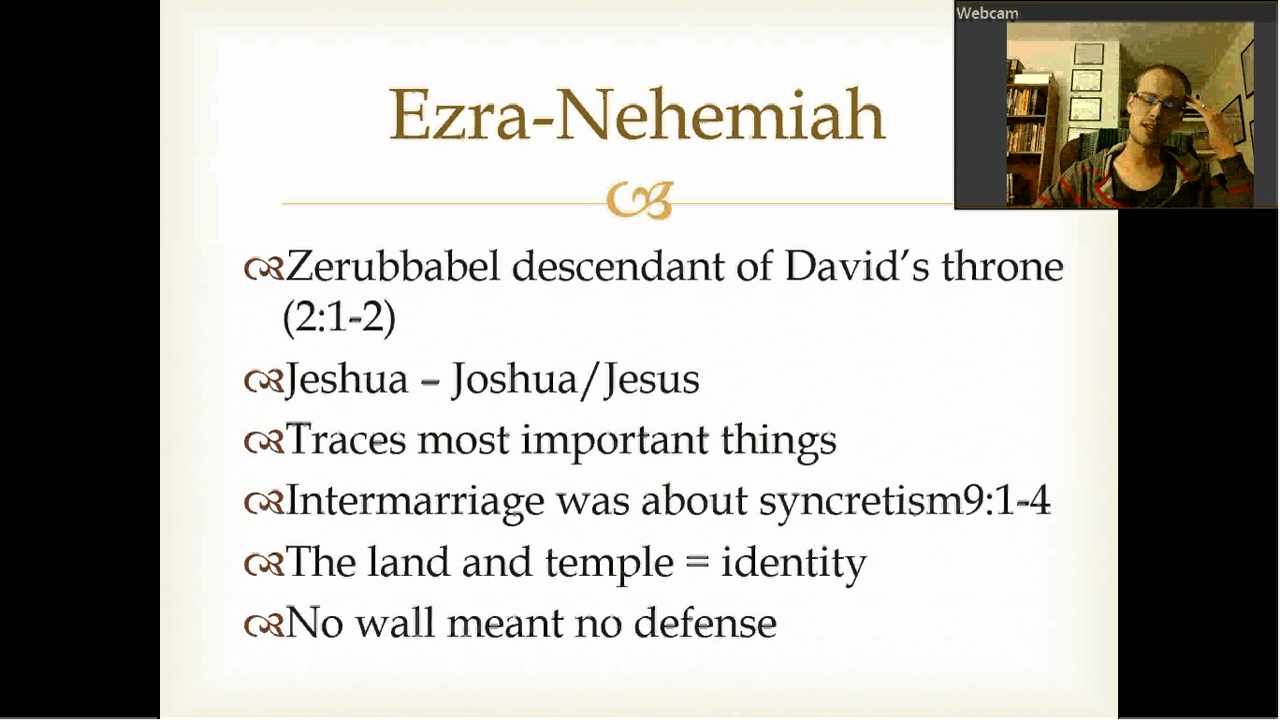 Webcam
Ezra-Nehemiah
Zerubbabel descendant of David’s throne
(2:1-2)
Jeshua – Joshua/Jesus
Traces most important things
Intermarriage was about syncretism9:1-4
The land and temple = identity
No wall meant no defense